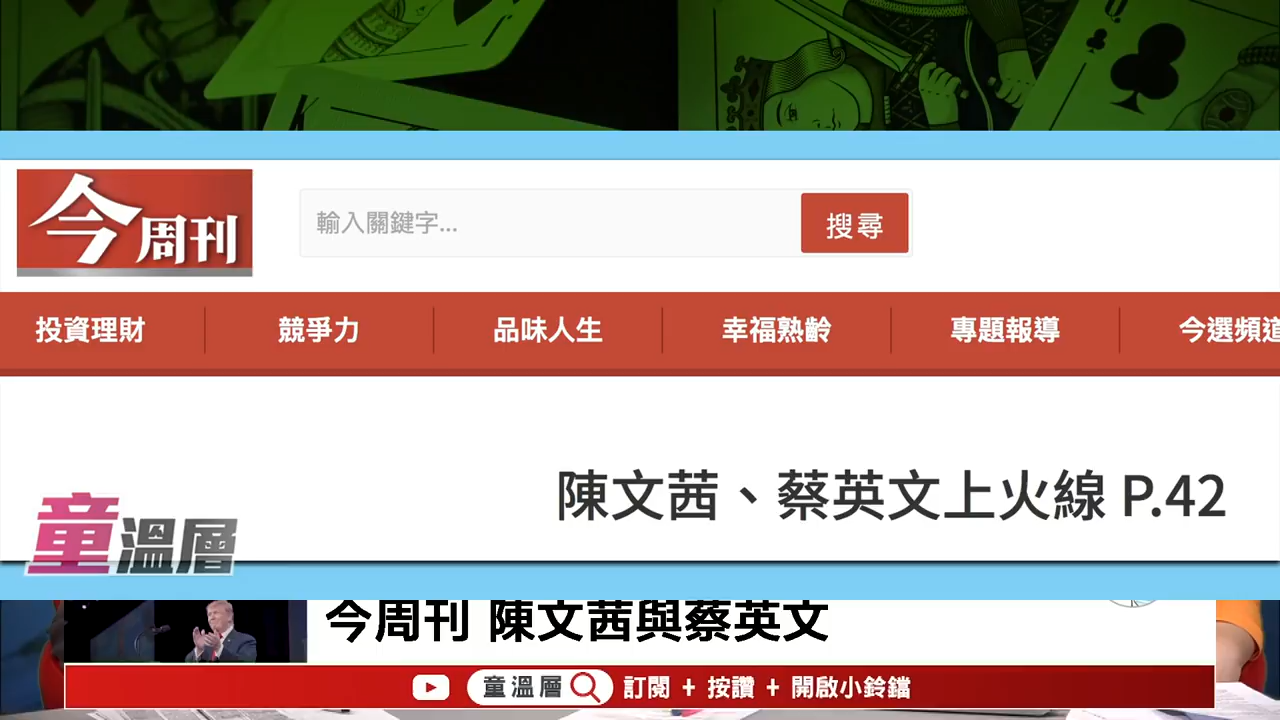 今周刊
輸入關鍵字...
搜尋
投資理財
競爭力
品味人生
幸福熟齡
專題報導
今選頻道
陳文茜、蔡英文上火線 P.42
童溫層
今周刊 陳文茜與蔡英文
童溫層
訂閱 + 按讚 + 開啟小鈴鐺